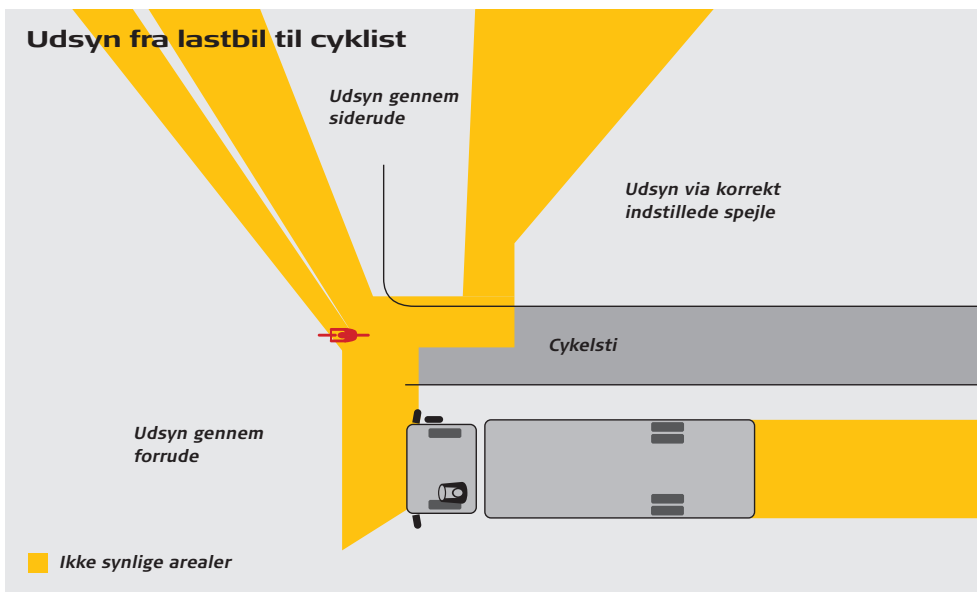 Udsyn fra lastbil til cyklist
Udsyn gennem
siderude
Udsyn via korrekt
indstillede spejle
Cykelsti
Udsyn gennem
forrude
Ikke synlige arealer